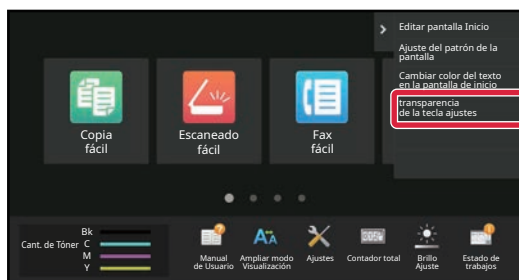 Editar pantalla Inicio
Ajuste del patrón de la
pantalla
Cambiar color del texto
en la pantalla de inicio
transparencia
de la tecla ajustes
Copia
fácil
Escaneado
fácil
Fax
fácil
Cant. de Tóner
Bk
C
M
Y
Manual
de Usuario
Ampliar modo
Visualización
Ajustes
Contador total
Brillo
Ajuste
Estado de
trabajos